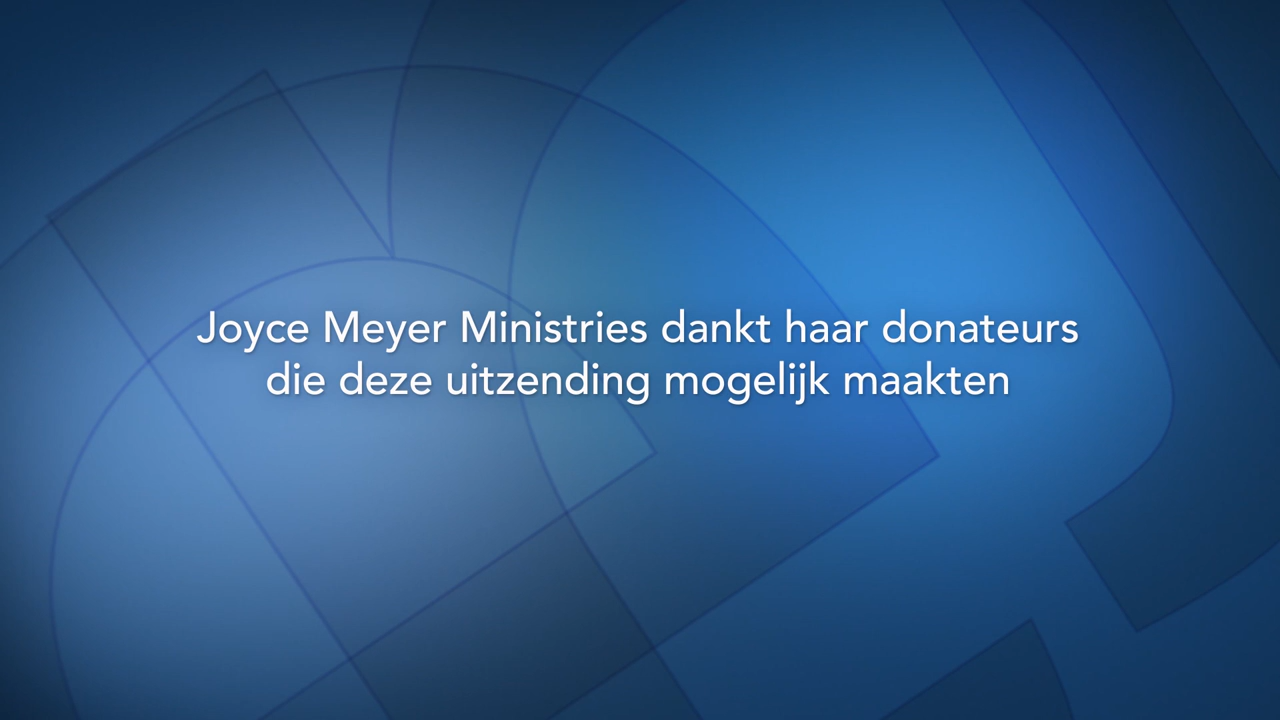 Joyce Meyer Ministries dankt haar donateurs
die deze uitzending mogelijk maakten